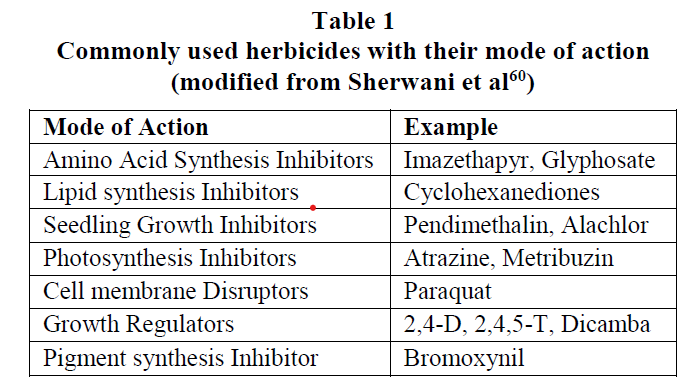 Table 1
Commonly used herbicides with their mode of action
(modified from Sherwani et al60)
Mode of Action Example
Amino Acid Synthesis Inhibitors Imazethapyr, Glyphosate
Lipid synthesis Inhibitors Cyclohexanediones
Seedling Growth Inhibitors Pendimethalin, Alachlor
Photosynthesis Inhibitors Atrazine, Metribuzin
Cell membrane Disruptors Paraquat
Growth Regulators 2,4-D, 2,4,5-T, Dicamba
Pigment synthesis Inhibitor Bromoxynil